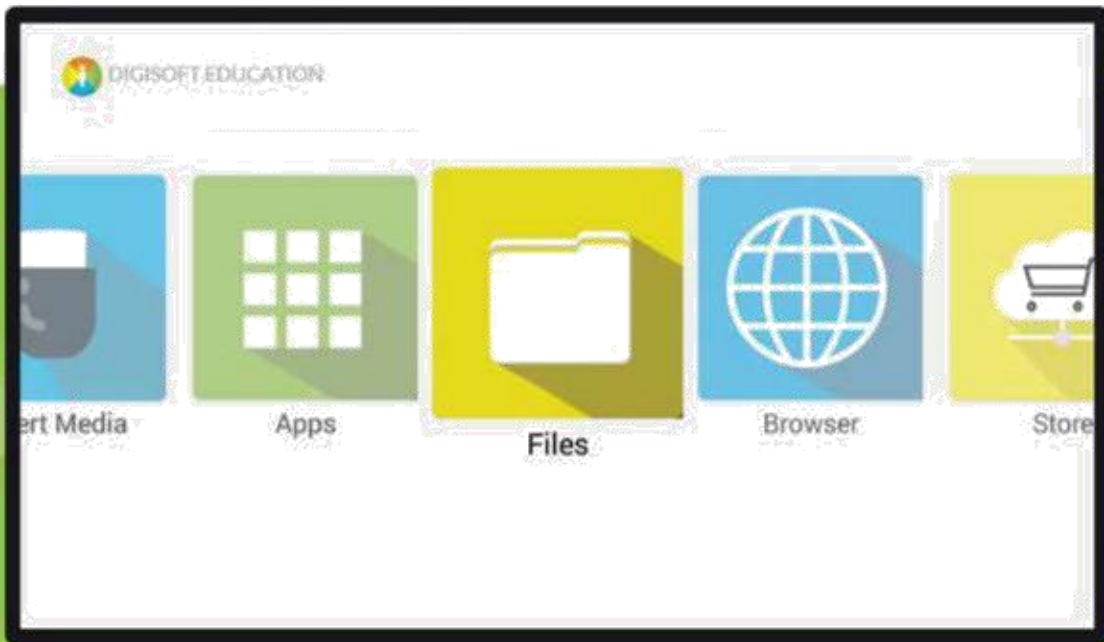 DIGISOFT EDUCATION
ert Media
Apps
Files
Browser
Store